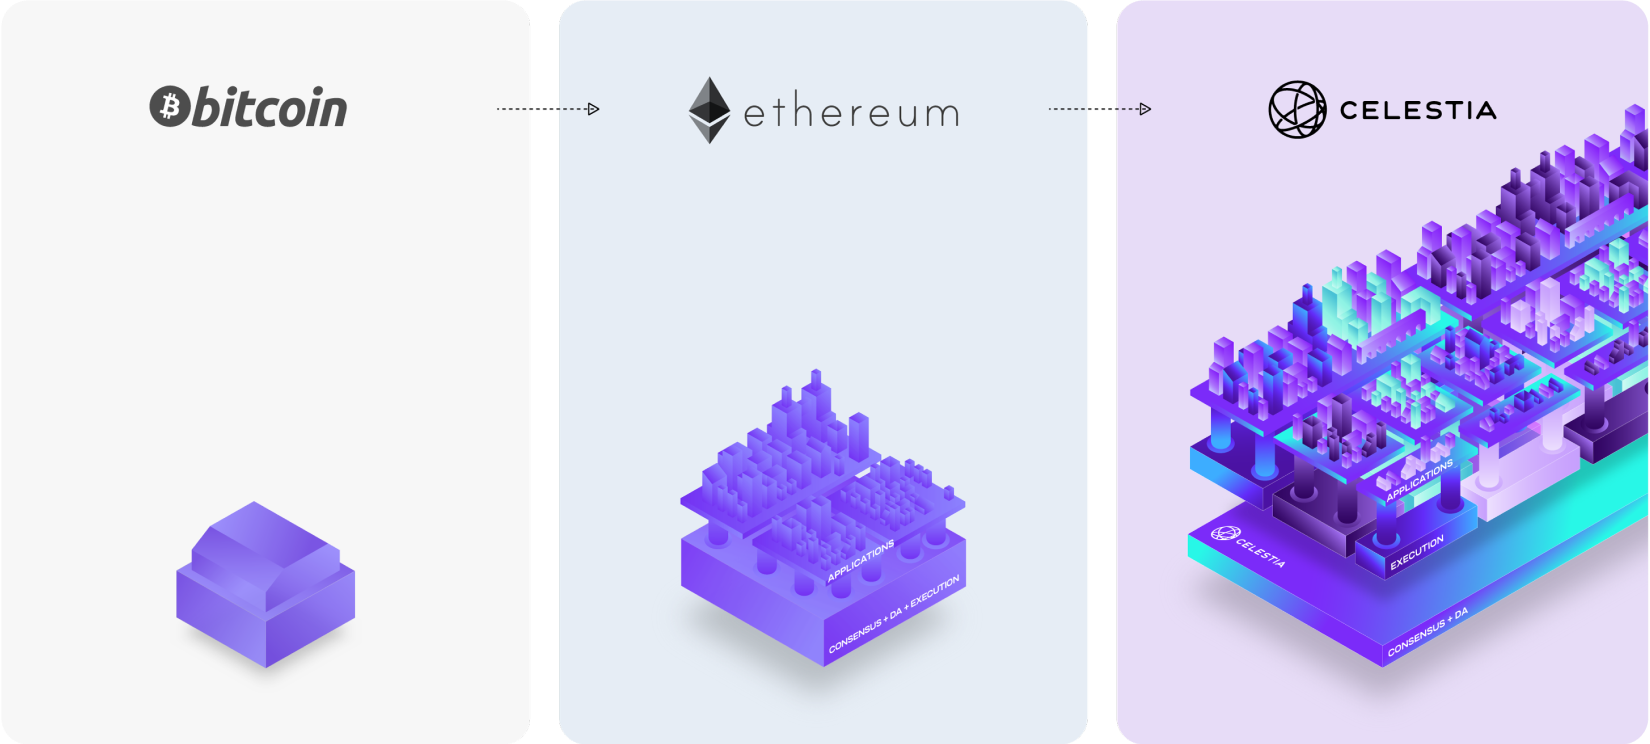 bitcoin
ethereum
CELESTIA
APPLICATIONS
CONSENSUS + DA + EXECUTION
APPLICATIONS
EXECUTION
CELESTIA
CONSENSUS + DA